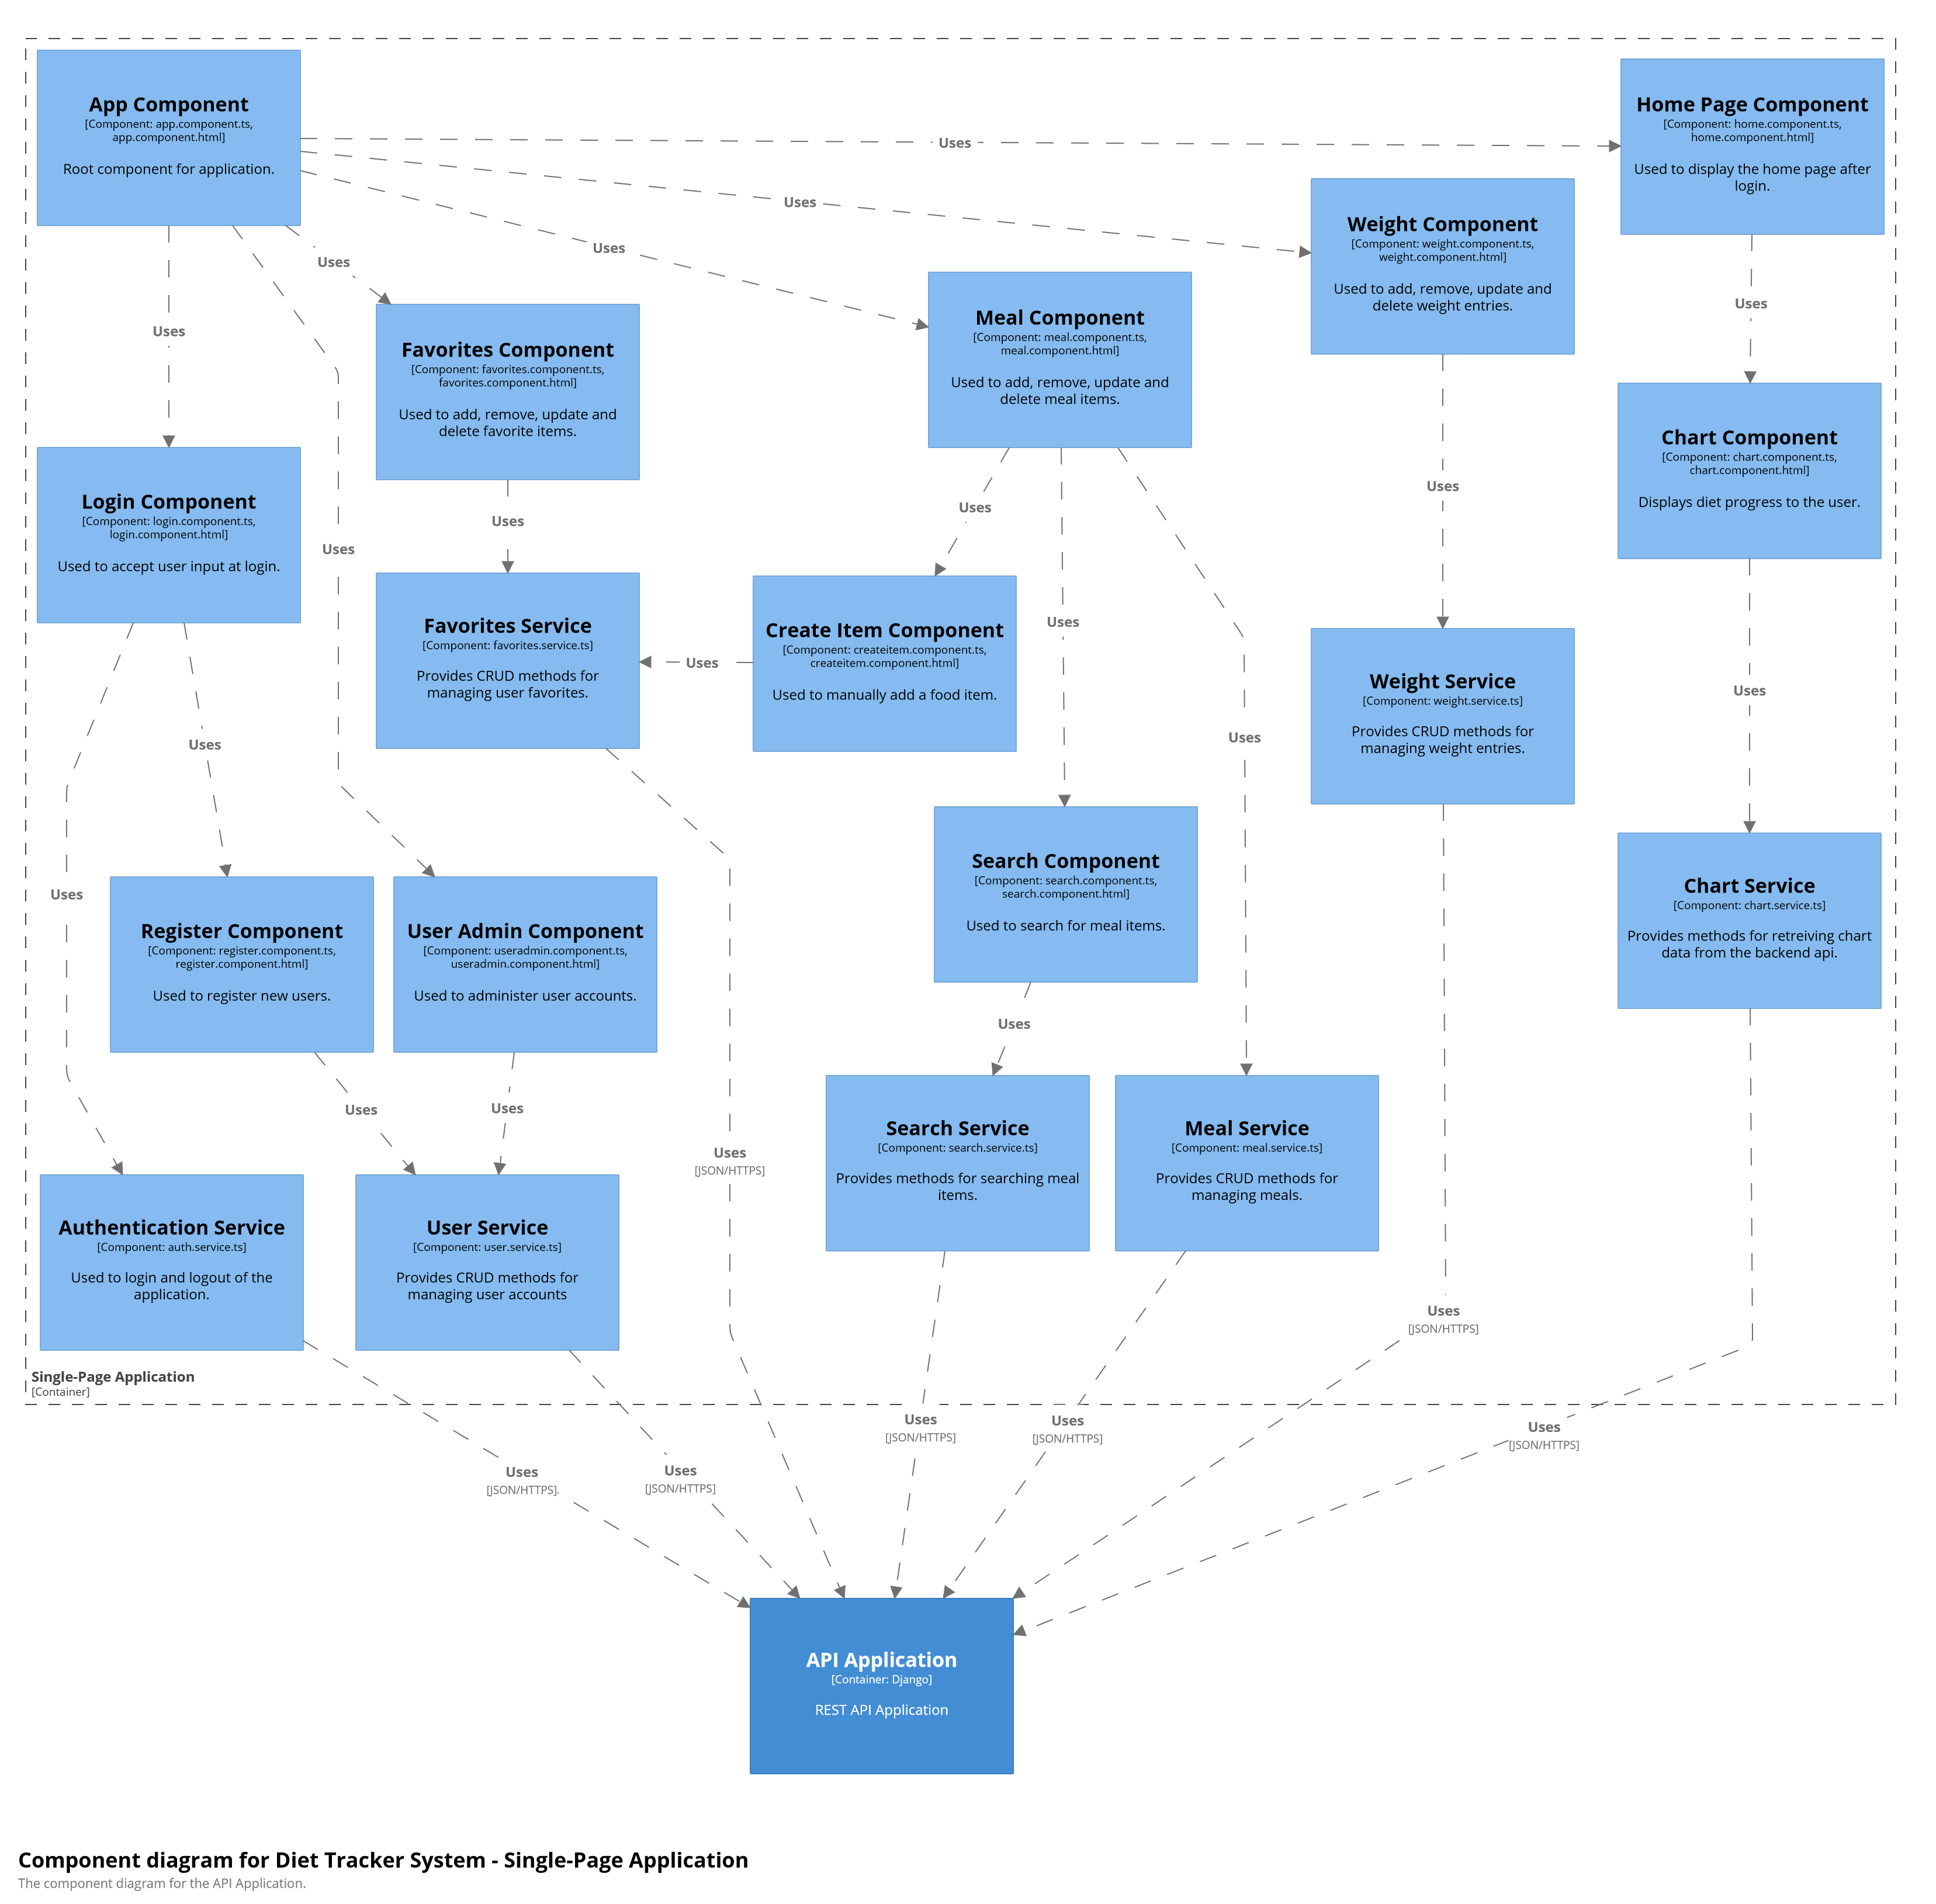 App Component
[Component: app.component.ts,
app.component.html]
Root component for application.
Home Page Component
[Component: home.component.ts,
home.component.html]
Used to display the home page after
login.
Uses
Uses
Uses
Uses
Uses
Uses
Weight Component
[Component: weight.component.ts,
weight.component.html]
Used to add, remove, update and
delete weight entries.
Meal Component
[Component: meal.component.ts,
meal.component.html]
Used to add, remove, update and
delete meal items.
Favorites Component
[Component: favorites.component.ts,
favorites.component.html]
Used to add, remove, update and
delete favorite items.
Uses
Chart Component
[Component: chart.component.ts,
chart.component.html]
Displays diet progress to the user.
Login Component
[Component: login.component.ts,
login.component.html]
Used to accept user input at login.
Uses
Uses
Uses
Uses
Favorites Service
[Component: favorites.service.ts]
Provides CRUD methods for
managing user favorites.
Uses
Create Item Component
[Component: createitem.component.ts,
createitem.component.html]
Used to manually add a food item.
Uses
Uses
Weight Service
[Component: weight.service.ts]
Provides CRUD methods for
managing weight entries.
Uses
Uses
Search Component
[Component: search.component.ts,
search.component.html]
Used to search for meal items.
Chart Service
[Component: chart.service.ts]
Provides methods for retreiving chart
data from the backend api.
Uses
Register Component
[Component: register.component.ts,
register.component.html]
Used to register new users.
User Admin Component
[Component: useradmin.component.ts,
useradmin.component.html]
Used to administer user accounts.
Uses
Uses
Uses
Uses
[JSON/HTTPS]
Search Service
[Component: search.service.ts]
Provides methods for searching meal
items.
Meal Service
[Component: meal.service.ts]
Provides CRUD methods for
managing meals.
Authentication Service
[Component: auth.service.ts]
Used to login and logout of the
application.
User Service
[Component: user.service.ts]
Provides CRUD methods for
managing user accounts
Uses
[JSON/HTTPS]
Single-Page Application
[Container]
Uses
[JSON/HTTPS]
Uses
[JSON/HTTPS]
Uses
[JSON/HTTPS]
Uses
[JSON/HTTPS]
Uses
[JSON/HTTPS]
API Application
[Container: Django]
REST API Application
Component diagram for Diet Tracker System - Single-Page Application
The component diagram for the API Application.